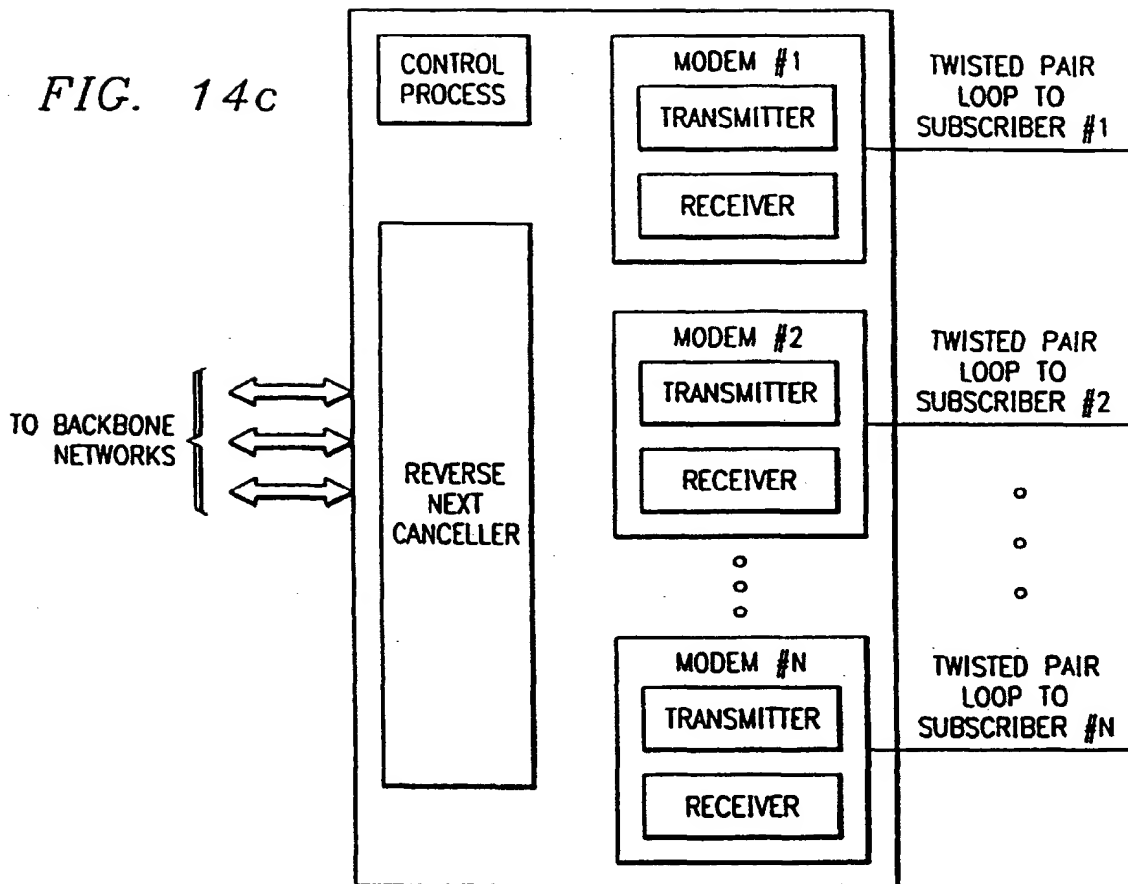 FIG. 14c
CONTROL
PROCESS
MODEM #1
TRANSMITTER
RECEIVER
TWISTED PAIR
LOOP TO
SUBSCRIBER #1
MODEM #2
TRANSMITTER
RECEIVER
TWISTED PAIR
LOOP TO
SUBSCRIBER #2
TO BACKBONE
NETWORKS
REVERSE
NEXT
CANCELLER
MODEM #N
TRANSMITTER
RECEIVER
TWISTED PAIR
LOOP TO
SUBSCRIBER #N